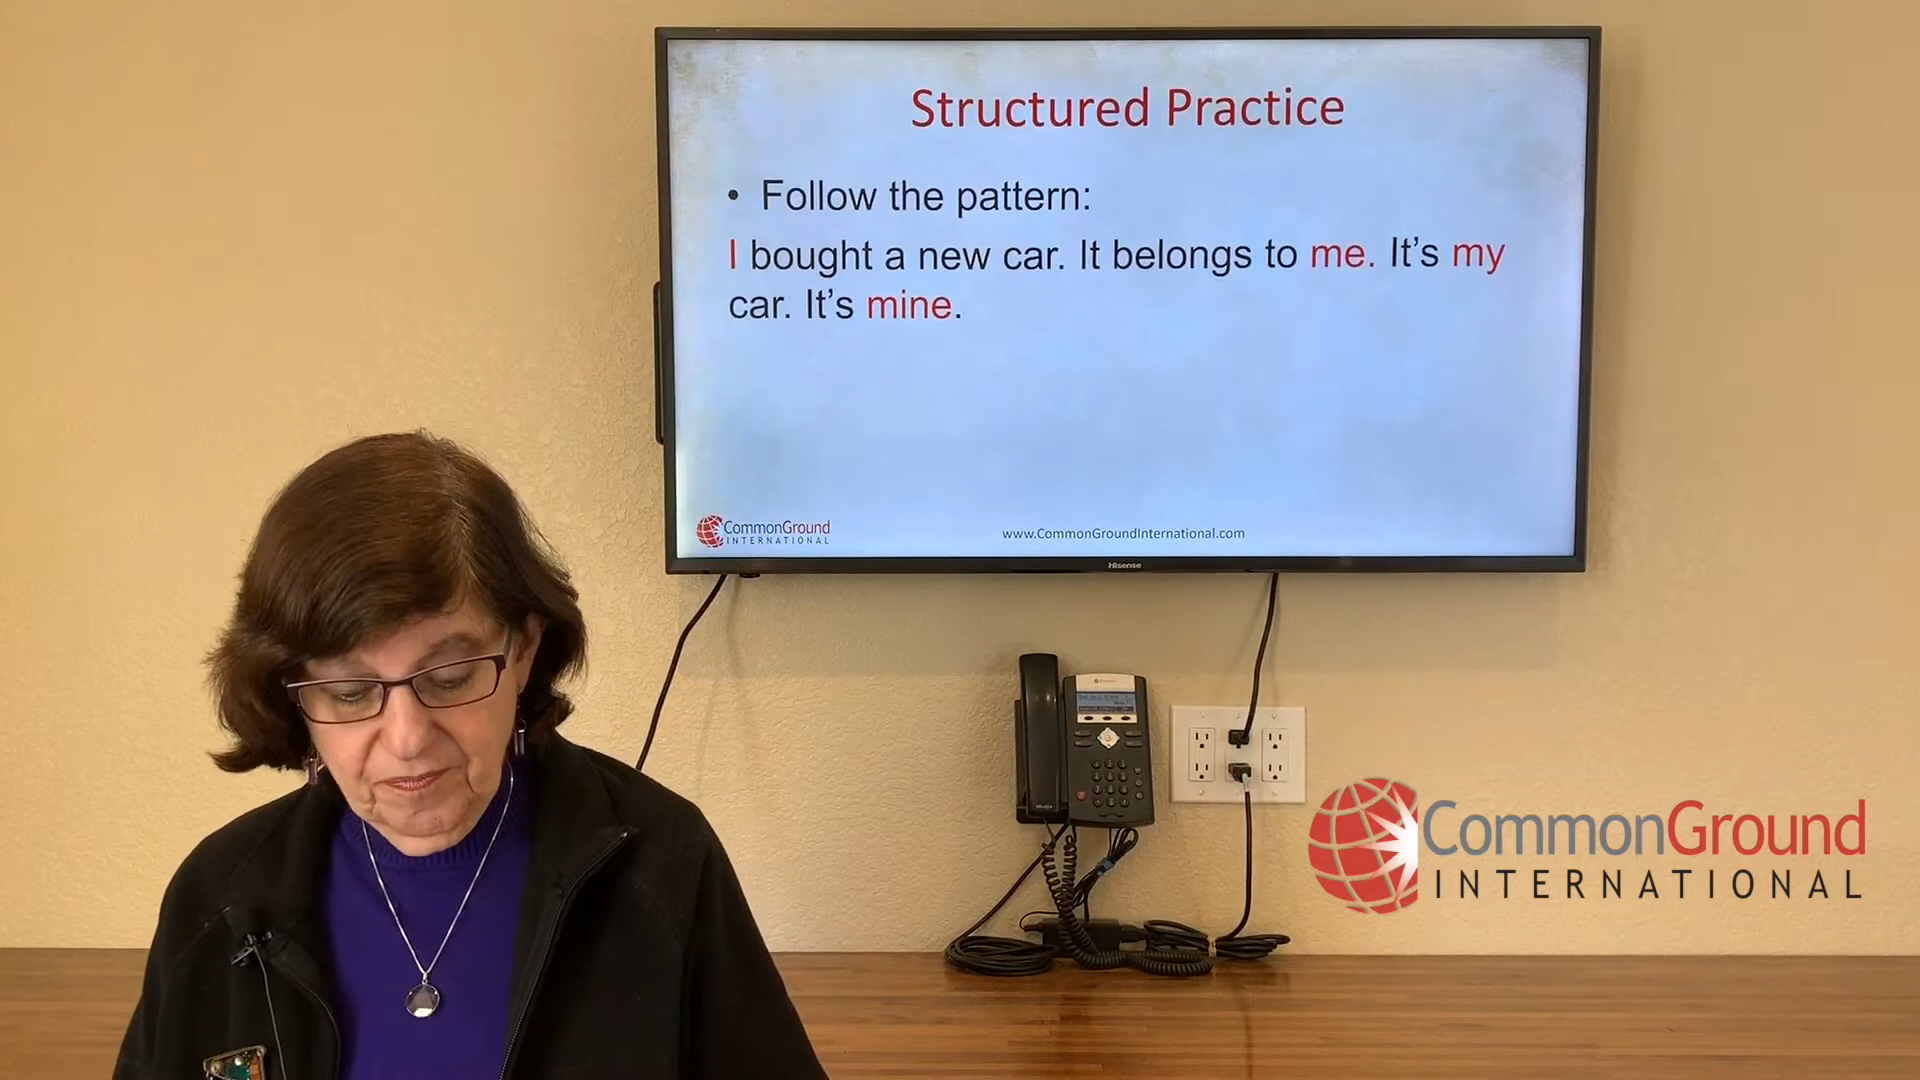 Structured Practice
• Follow the pattern:
I bought a new car. It belongs to me. It’s my
car. It’s mine.
CommonGround
INTERNATIONAL
www.CommonGroundInternational.com
Hisense
CommonGround
INTERNATIONAL